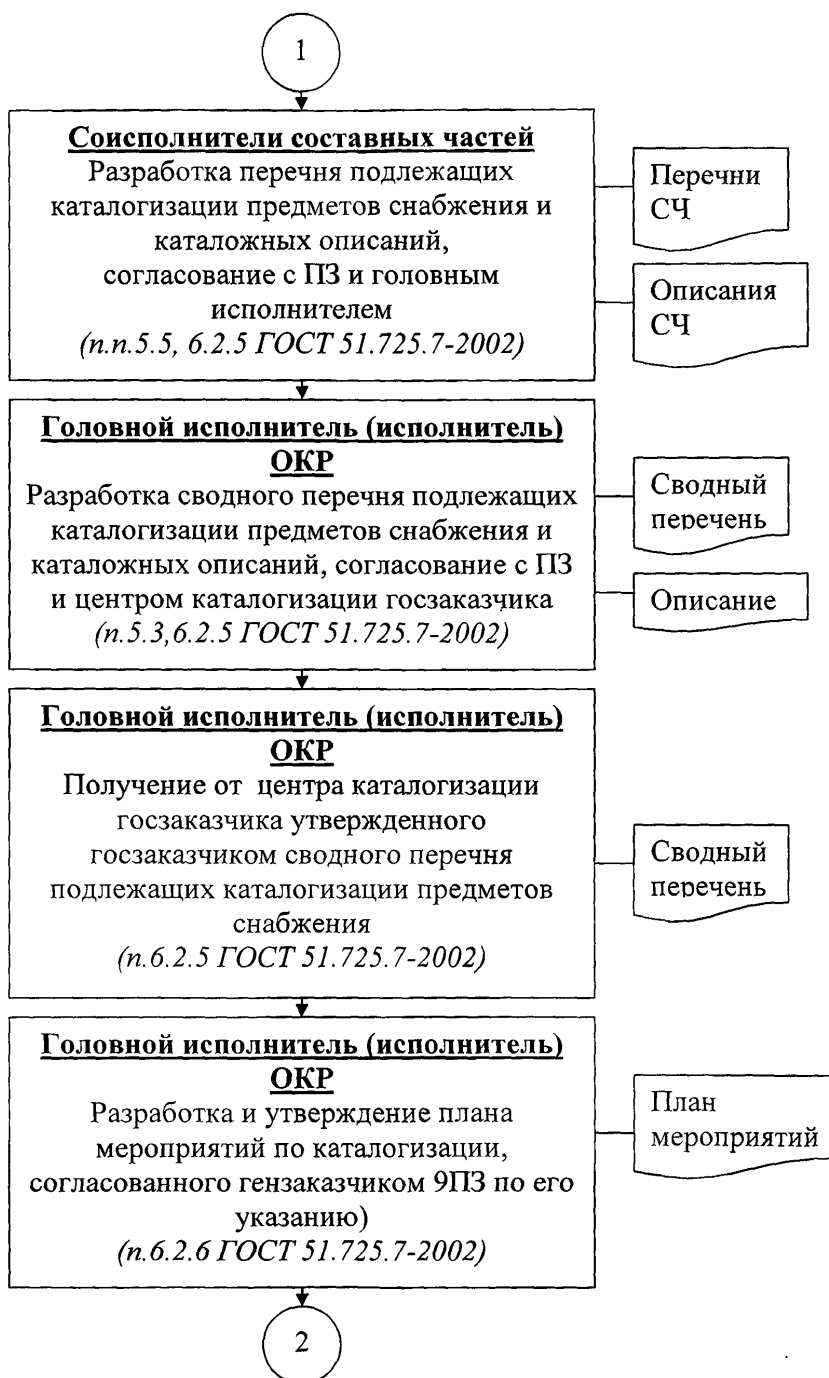 1
Соисполнители составных частей
Разработка перечня подлежащих
каталогизации предметов снабжения и
каталожных описаний,
согласование с ПЗ и головным
исполнителем
(п.п.5.5, 6.2.5 ГОСТ 51.725.7-2002)
Перечни
СЧ
Описания
СЧ
Головной исполнитель (исполнитель)
ОКР
Разработка сводного перечня подлежащих
каталогизации предметов снабжения и
каталожных описаний, согласование с ПЗ
и центром каталогизации госзаказчика
(п.5.3,6.2.5 ГОСТ 51.725.7-2002)
Сводный
перечень
Описание
Головной исполнитель (исполнитель)
ОКР
Получение от центра каталогизации
госзаказчика утвержденного
госзаказчиком сводного перечня
подлежащих каталогизации предметов
снабжения
(п.6.2.5 ГОСТ 51.725.7-2002)
Сводный
перечень
Головной исполнитель (исполнитель)
ОКР
Разработка и утверждение плана
мероприятий по каталогизации,
согласованного гензаказчиком 9ПЗ по его
указанию)
(п.6.2.6 ГОСТ 51.725.7-2002)
План
мероприятий
2